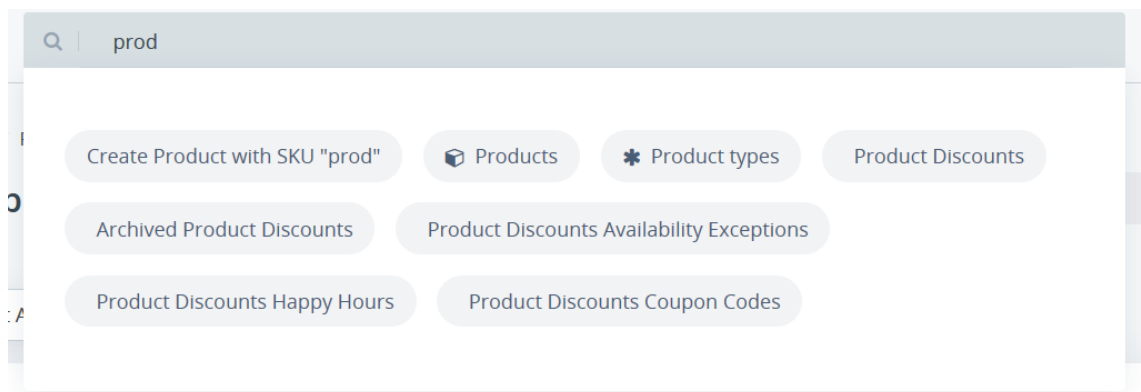 prod
Create Product with SKU "prod" Products Product types Product Discounts
Archived Product Discounts Product Discounts Availability Exceptions
Product Discounts Happy Hours Product Discounts Coupon Codes